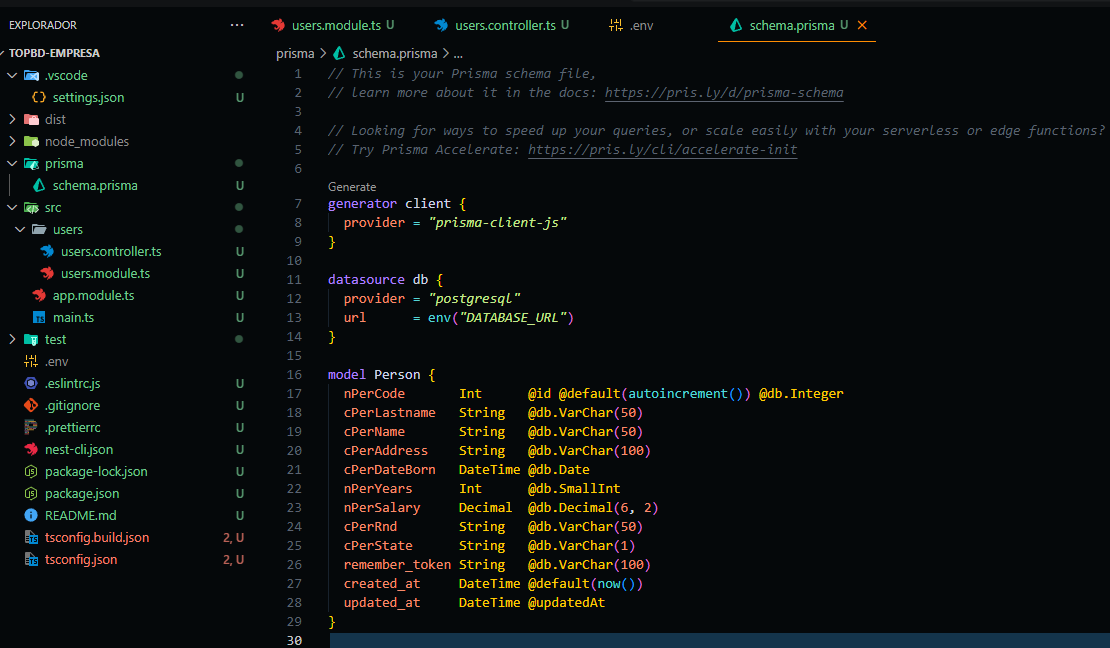 EXPLORADOR ···
TOPBD-EMPRESA
.vscode
settings.json U
dist
node_modules
prisma
schema.prisma U
src
users
users.controller.ts U
users.module.ts U
app.module.ts U
main.ts U
test
.env
.eslintrc.js U
.gitignore U
.prettierrc U
nest-cli.json U
package-lock.json U
package.json U
README.md U
tsconfig.build.json 2, U
tsconfig.json 2, U
users.module.ts U users.controller.ts U .env schema.prisma U
prisma > schema.prisma > ...
1 // This is your Prisma schema file,
2 // learn more about it in the docs: https://pris.ly/d/prisma-schema
3
4 // Looking for ways to speed up your queries, or scale easily with your serverless or edge functions?
5 // Try Prisma Accelerate: https://pris.ly/cli/accelerate-init
6
Generate
7 generator client {
8 provider = "prisma-client-js"
9 }
10
11 datasource db {
12 provider = "postgresql"
13 url = env("DATABASE_URL")
14 }
15
16 model Person {
17 nPerCode Int @id @default(autoincrement()) @db.Integer
18 cPerLastname String @db.VarChar(50)
19 cPerName String @db.VarChar(50)
20 cPerAddress String @db.VarChar(100)
21 cPerDateBorn DateTime @db.Date
22 nPerYears Int @db.SmallInt
23 nPerSalary Decimal @db.Decimal(6, 2)
24 cPerRnd String @db.VarChar(50)
25 cPerState String @db.VarChar(1)
26 remember_token String @db.VarChar(100)
27 created_at DateTime @default(now())
28 updated_at DateTime @updatedAt
29 }
30